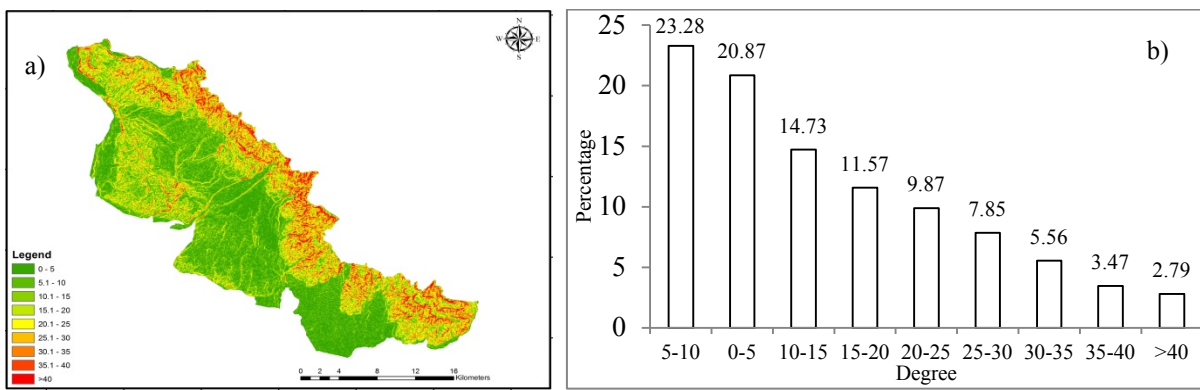 a)
N
W E
S
Legend
0 - 5
5.1 - 10
10.1 - 15
15.1 - 20
20.1 - 25
25.1 - 30
30.1 - 35
35.1 - 40
>40
0 2 4 8 12 16
Kilometers
b)
Percentage
25
20
15
10
5
0
23.28
20.87
14.73
11.57
9.87
7.85
5.56
3.47
2.79
5-10 0-5 10-15 15-20 20-25 25-30 30-35 35-40 >40
Degree